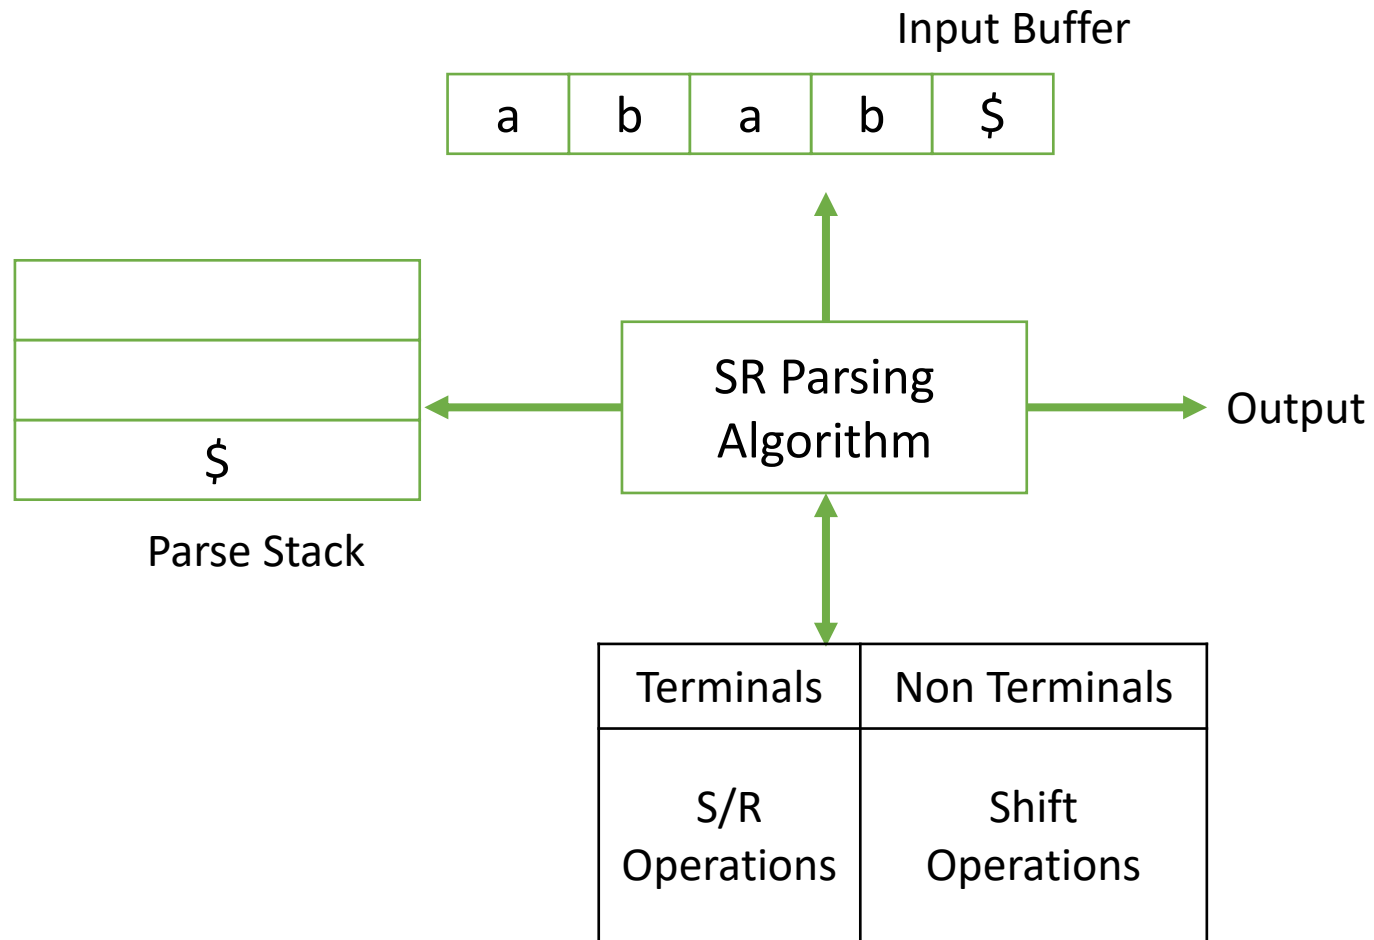 Input Buffer
a b a b $
SR Parsing
Algorithm
Output
$
Parse Stack
Terminals Non Terminals
S/R Shift
Operations Operations